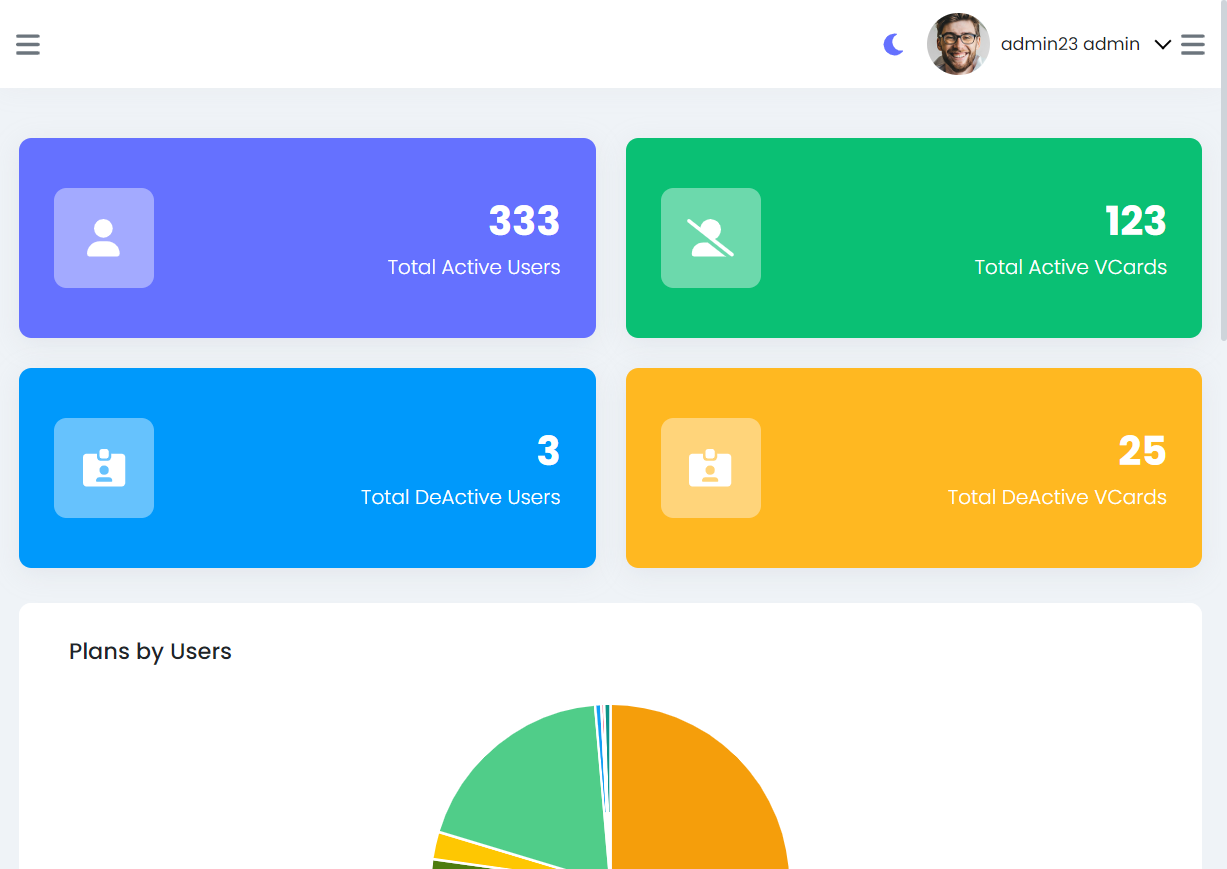 admin23 admin
333
Total Active Users
123
Total Active VCards
3
Total DeActive Users
25
Total DeActive VCards
Plans by Users